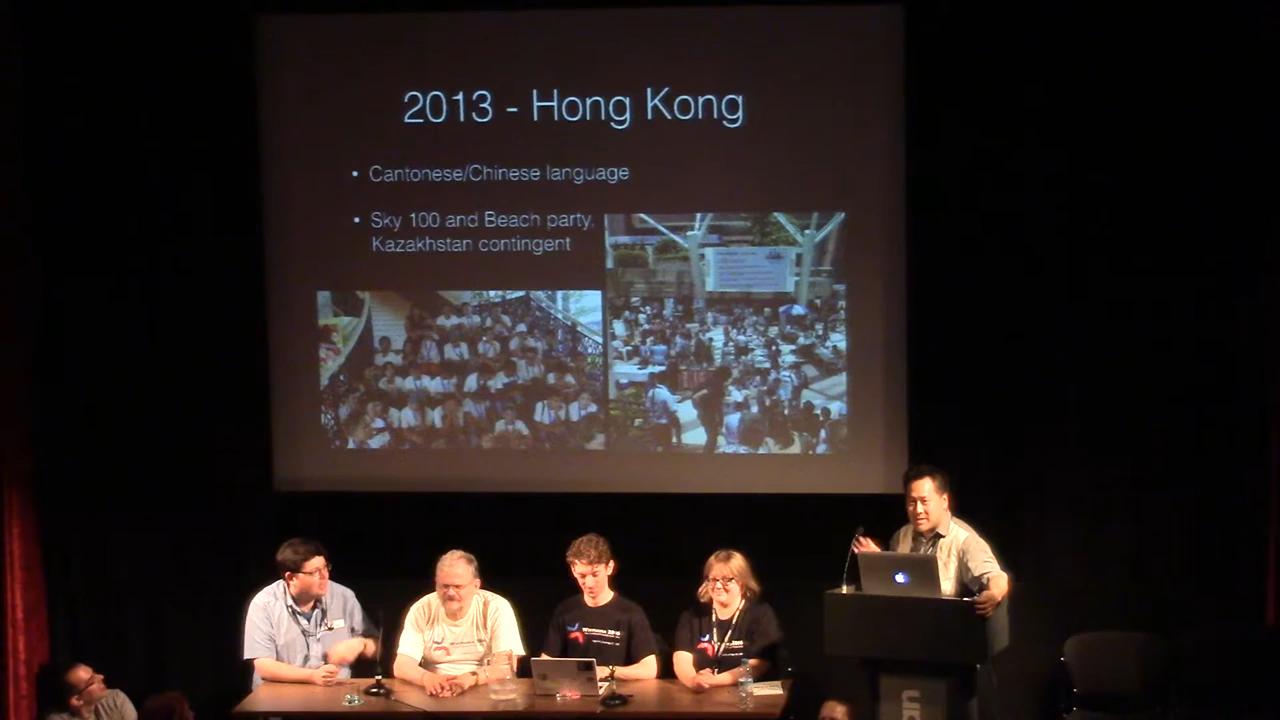 2013 - Hong Kong
• Cantonese/Chinese language
• Sky 100 and Beach party,
Kazakhstan contingent